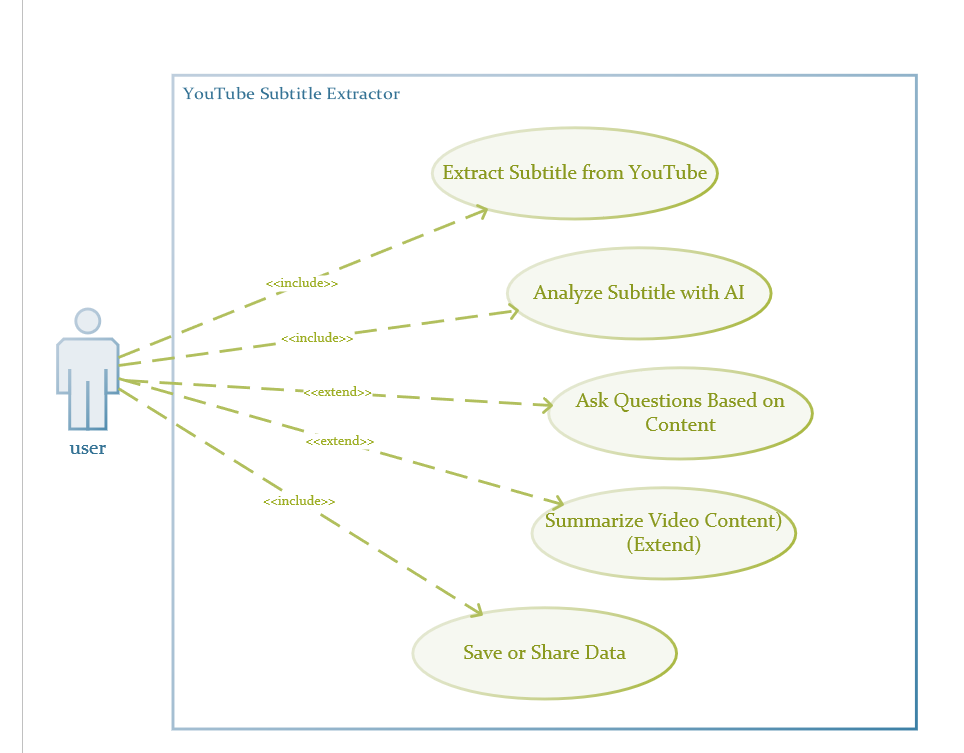 YouTube Subtitle Extractor
Extract Subtitle from YouTube
<<include>>
Analyze Subtitle with AI
<<include>>
<<extend>>
Ask Questions Based on
Content
<<extend>>
user
<<include>>
Summarize Video Content)
(Extend)
Save or Share Data